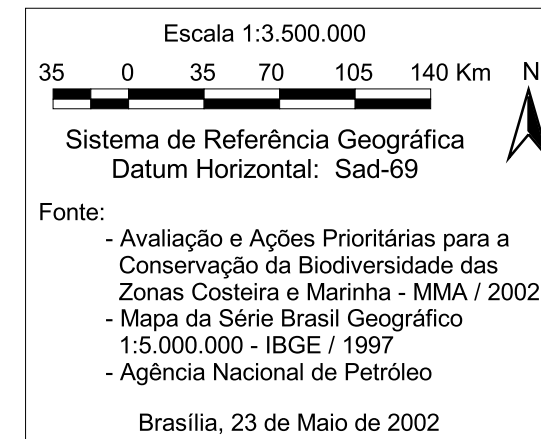 Escala 1:3.500.000
35 0 35 70 105 140 Km N
Sistema de Referência Geográfica
Datum Horizontal: Sad-69
Fonte:
- Avaliação e Ações Prioritárias para a
Conservação da Biodiversidade das
Zonas Costeira e Marinha - MMA / 2002
- Mapa da Série Brasil Geográfico
1:5.000.000 - IBGE / 1997
- Agência Nacional de Petróleo
Brasília, 23 de Maio de 2002